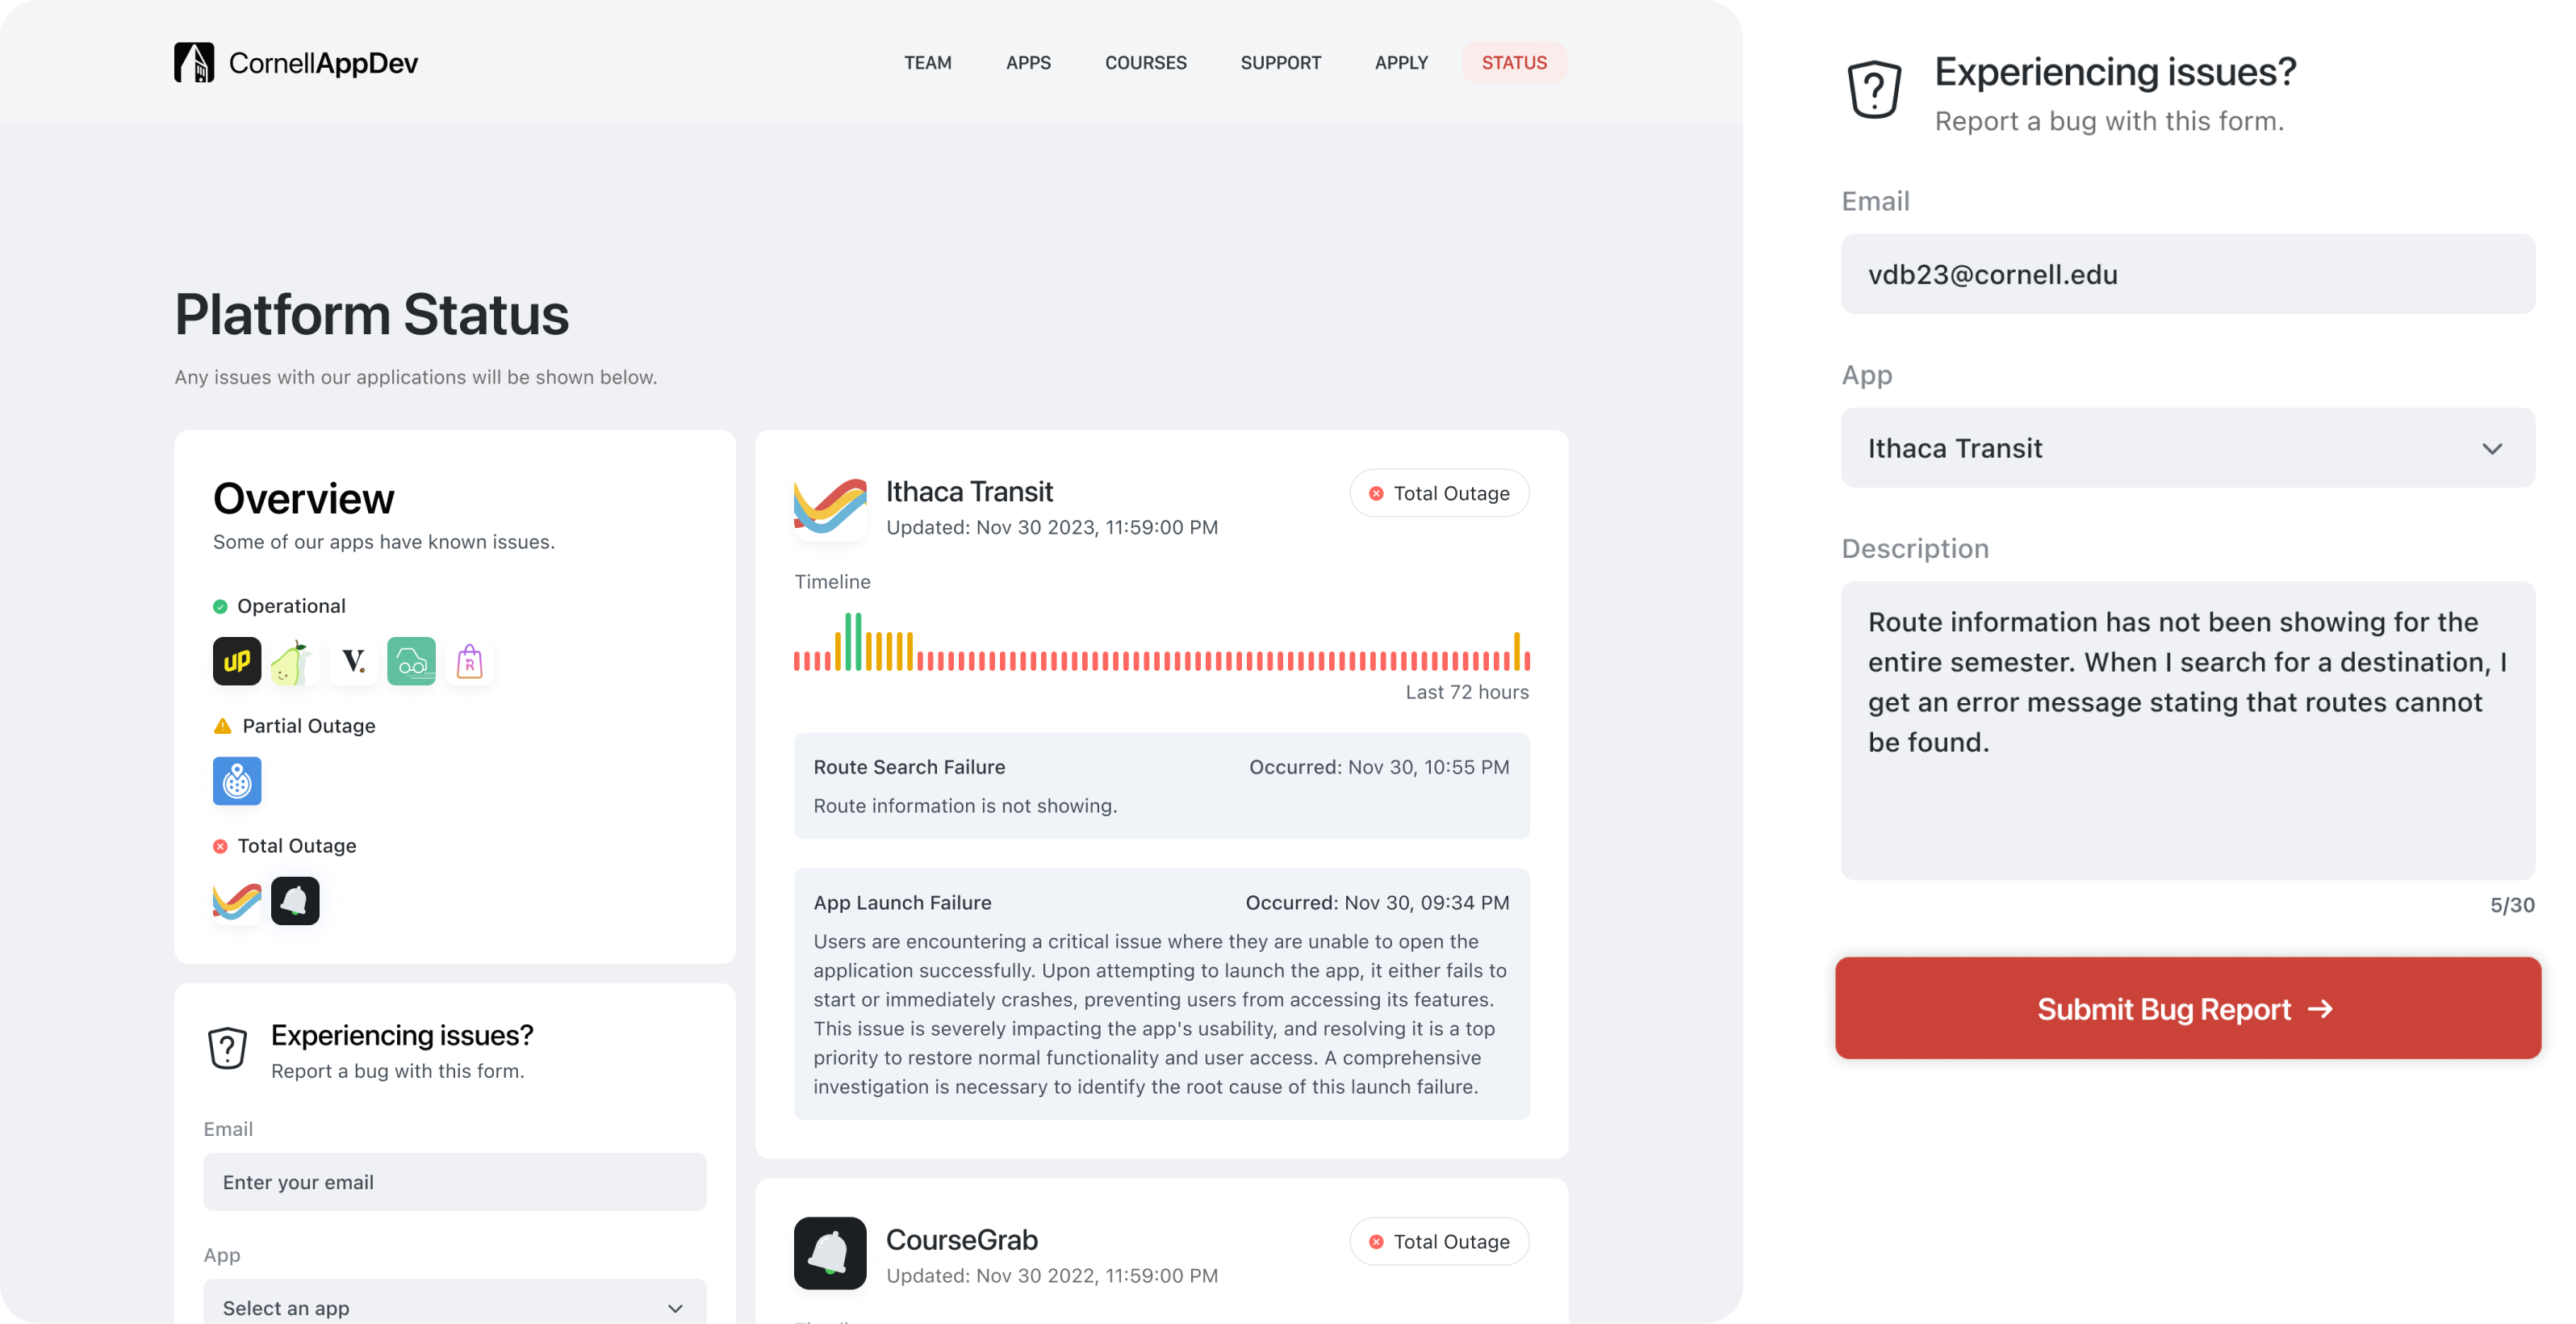 CornellAppDev
TEAM
APPS
COURSES
SUPPORT
APPLY
STATUS
Platform Status
Any issues with our applications will be shown below.
Overview
Some of our apps have known issues.
Operational
UP
V.
R
Partial Outage
Total Outage
Experiencing issues?
Report a bug with this form.
Email
Enter your email
App
Select an app
Ithaca Transit
Updated: Nov 30 2023, 11:59:00 PM
Total Outage
Timeline
Last 72 hours
Route Search Failure
Occurred: Nov 30, 10:55 PM
Route information is not showing.
App Launch Failure
Occurred: Nov 30, 09:34 PM
Users are encountering a critical issue where they are unable to open the
application successfully. Upon attempting to launch the app, it either fails to
start or immediately crashes, preventing users from accessing its features.
This issue is severely impacting the app's usability, and resolving it is a top
priority to restore normal functionality and user access. A comprehensive
investigation is necessary to identify the root cause of this launch failure.
CourseGrab
Updated: Nov 30 2022, 11:59:00 PM
Total Outage
Experiencing issues?
Report a bug with this form.
Email
vdb23@cornell.edu
App
Ithaca Transit
Description
Route information has not been showing for the
entire semester. When I search for a destination, I
get an error message stating that routes cannot
be found.
5/30
Submit Bug Report →